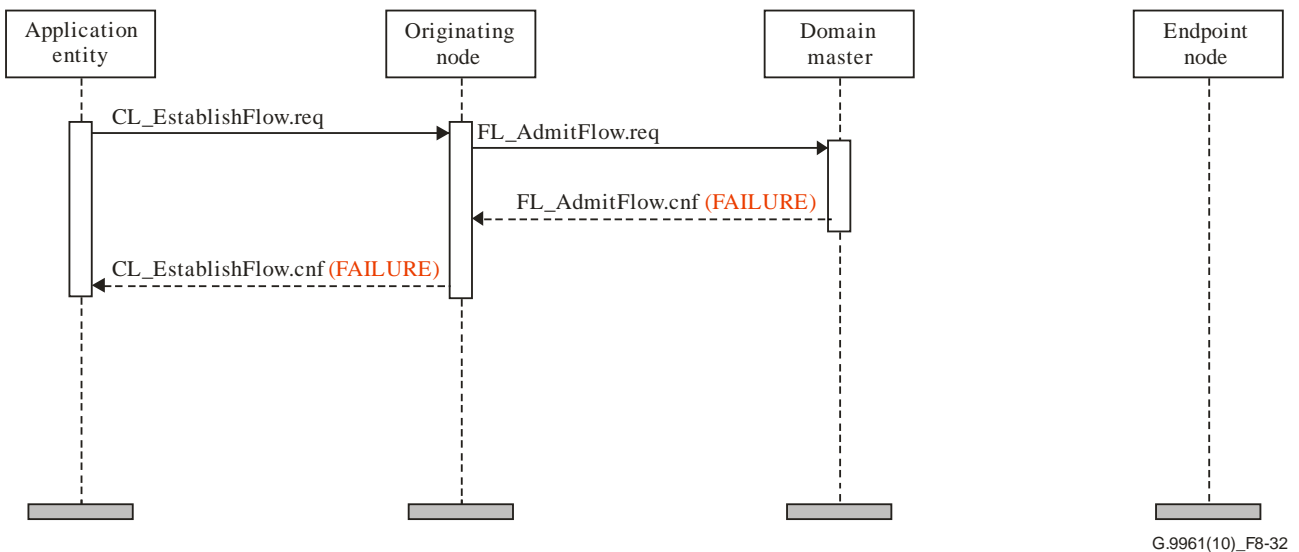 Application
entity
Originating
node
Domain
master
Endpoint
node
CL_EstablishFlow.req
FL_AdmitFlow.req
FL_AdmitFlow.cnf (FAILURE)
CL_EstablishFlow.cnf (FAILURE)
G.9961(10)_F8-32